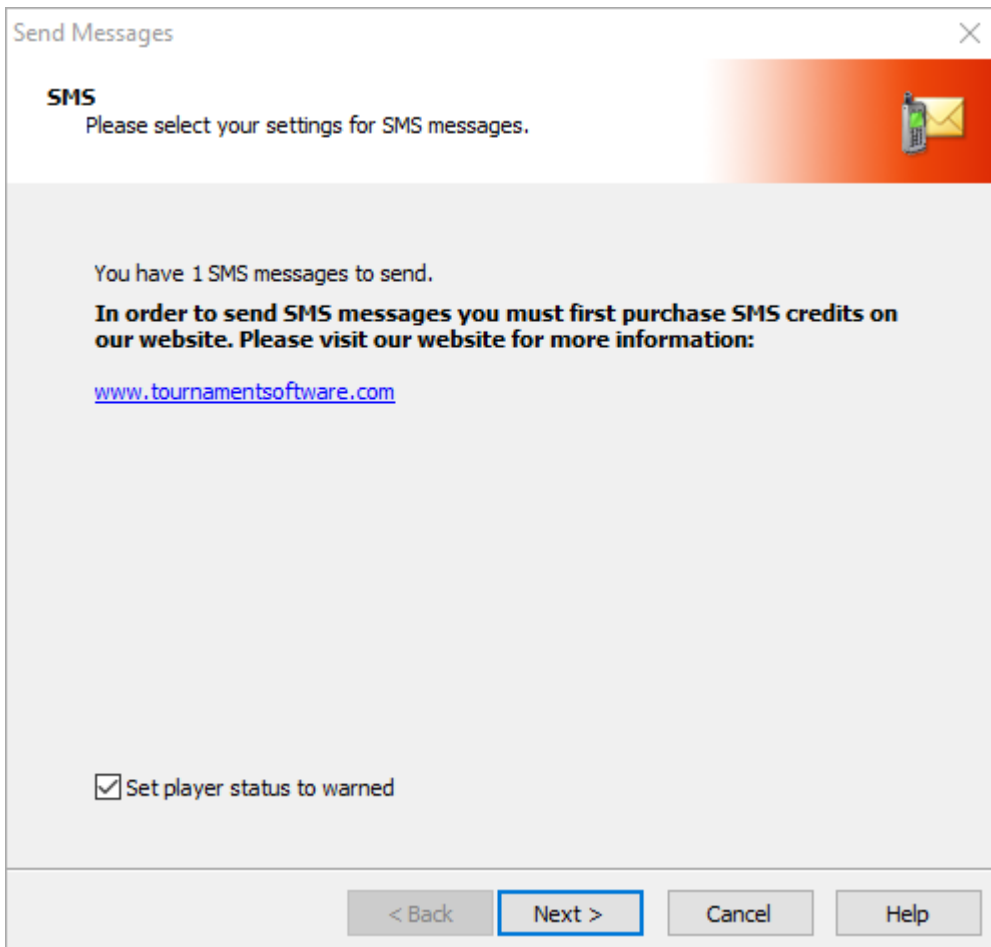 Send Messages
SMS
Please select your settings for SMS messages.
You have 1 SMS messages to send.
In order to send SMS messages you must first purchase SMS credits on
our website. Please visit our website for more information:
www.tournamentsoftware.com
Set player status to warned
< Back Next > Cancel Help